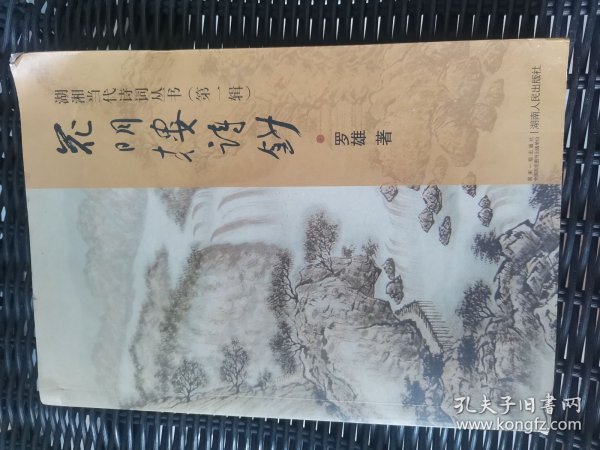 湖湘当代诗词丛书（第一辑）
花明楼诗钞
罗雄 著
湖南人民出版社
孔夫子旧书网
www.kongfz.com